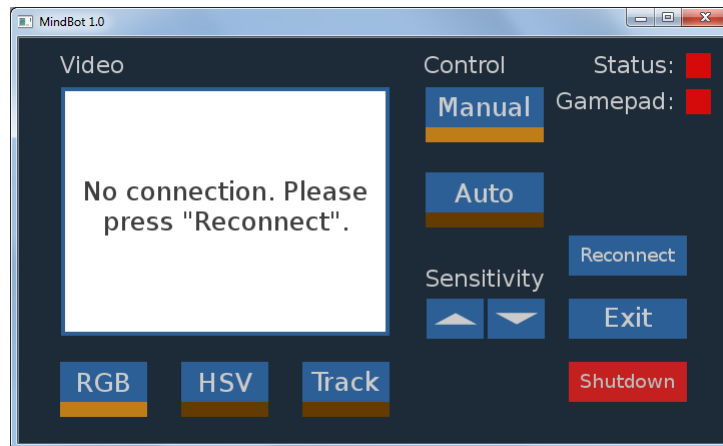 MindBot 1.0
Video
Control
Status:
Gamepad:
Manual
No connection. Please
press "Reconnect".
Auto
Reconnect
Sensitivity
Exit
RGB
HSV
Track
Shutdown